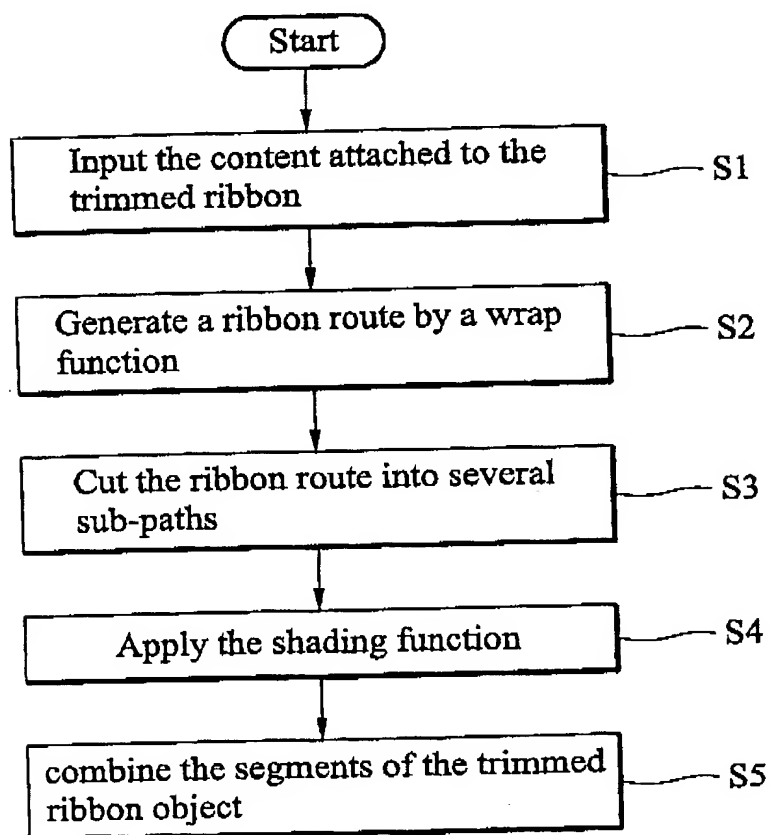 Start
Input the content attached to the
trimmed ribbon
S1
Generate a ribbon route by a wrap
function
S2
Cut the ribbon route into several
sub-paths
S3
Apply the shading function
S4
combine the segments of the trimmed
ribbon object
S5